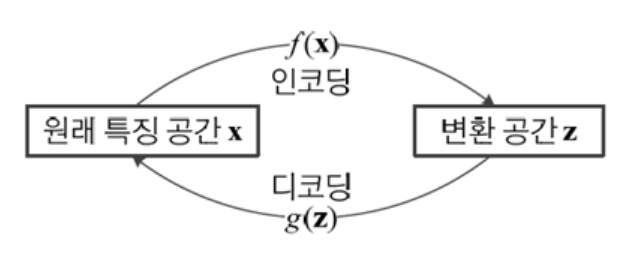 f(x)
인코딩
원래 특징 공간 x
변환 공간 z
디코딩
g(z)